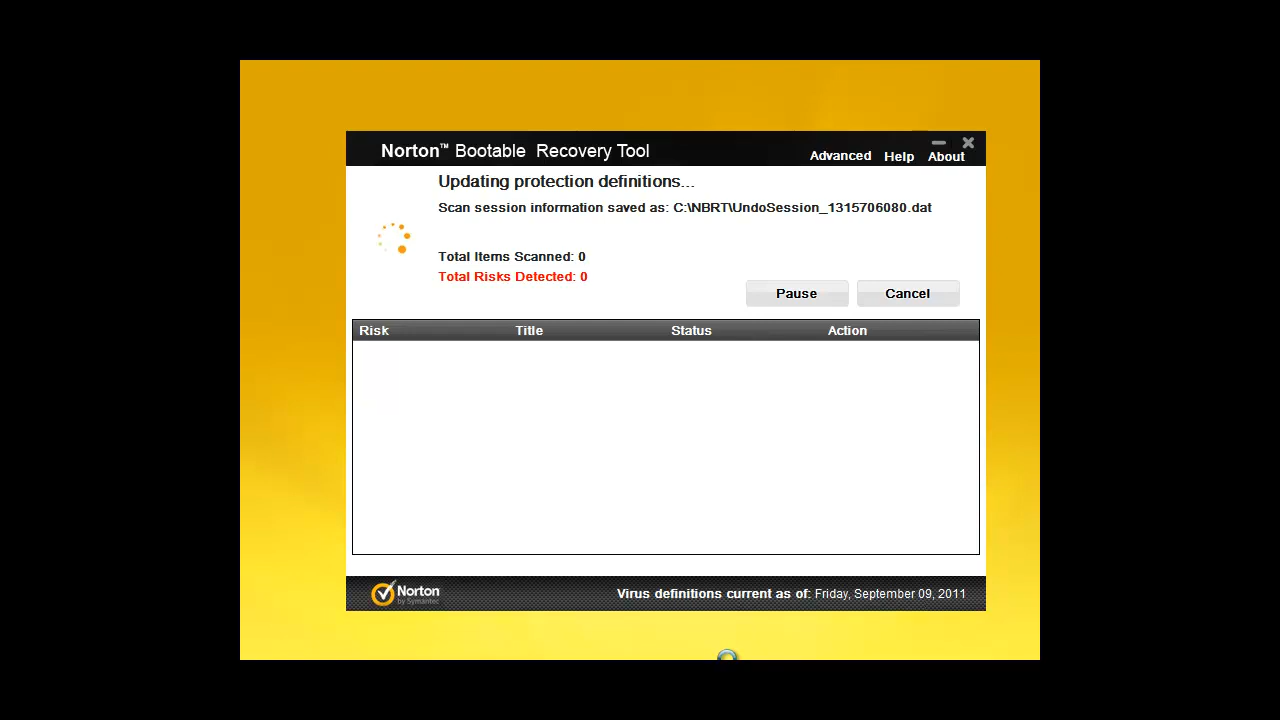 Norton™ Bootable Recovery Tool
Advanced Help About
Updating protection definitions...
Scan session information saved as: C:\NBRT\UndoSession_1315706080.dat
Total Items Scanned: 0
Total Risks Detected: 0
Pause Cancel
Risk Title Status Action
Norton
by Symantec
Virus definitions current as of: Friday, September 09, 2011